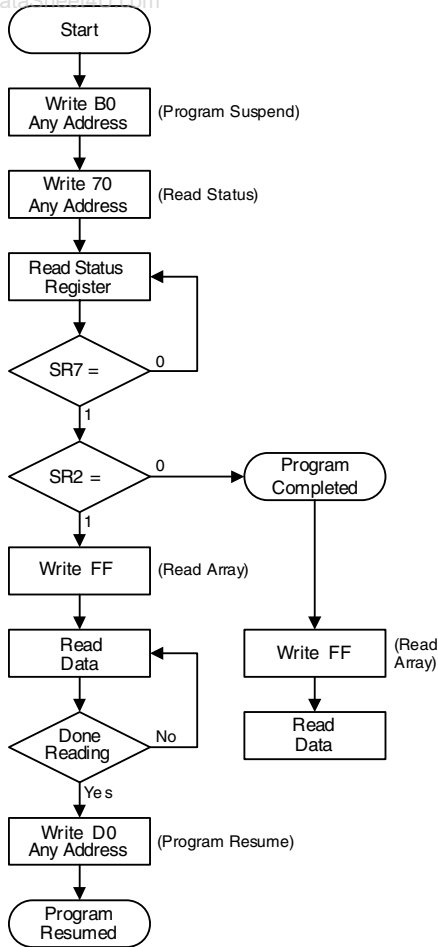 Start
Write B0
Any Address
(Program Suspend)
Write 70
Any Address
(Read Status)
Read Status
Register
SR7 =
0
1
SR2 =
0
Program
Completed
1
Write FF
(Read Array)
Read
Data
Write FF
(Read
Array)
Done
Reading
No
Read
Data
Yes
Write D0
Any Address
(Program Resume)
Program
Resumed